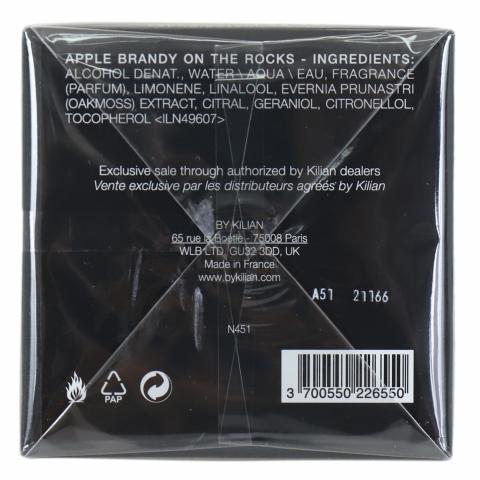 APPLE BRANDY ON THE ROCKS - INGREDIENTS:
ALCOHOL DENAT., WATER \ AQUA \ EAU, FRAGRANCE
(PARFUM), LIMONENE, LINALOOL, EVERNIA PRUNASTRI
(OAKMOSS) EXTRACT, CITRAL, GERANIOL, CITRONELLOL,
TOCOPHEROL <ILN49607>
Exclusive sale through authorized by Kilian dealers
Vente exclusive par les distributeurs agréés by Kilian
BY KILIAN
65 rue la Boétie - 75008 Paris
WLB LTD, GU32 3DD, UK
Made in France
www.bykilian.com
A51 21166
N451
PAP
3 700550 226550